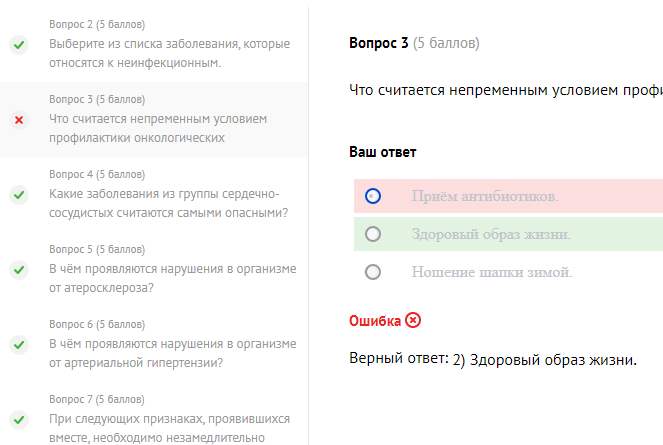 Вопрос 2 (5 баллов)
Выберите из списка заболевания, которые
относятся к неинфекционным.
Вопрос 3 (5 баллов)
Что считается непременным условием
профилактики онкологических
Вопрос 4 (5 баллов)
Какие заболевания из группы сердечно-
сосудистых считаются самыми опасными?
Вопрос 5 (5 баллов)
В чём проявляются нарушения в организме
от атеросклероза?
Вопрос 6 (5 баллов)
В чём проявляются нарушения в организме
от артериальной гипертензии?
Вопрос 7 (5 баллов)
При следующих признаках, проявившихся
вместе, необходимо незамедлительно
Вопрос 3 (5 баллов)
Что считается непременным условием профи
Ваш ответ
Приём антибиотиков.
Здоровый образ жизни.
Ношение шапки зимой.
Ошибка
Верный ответ: 2) Здоровый образ жизни.